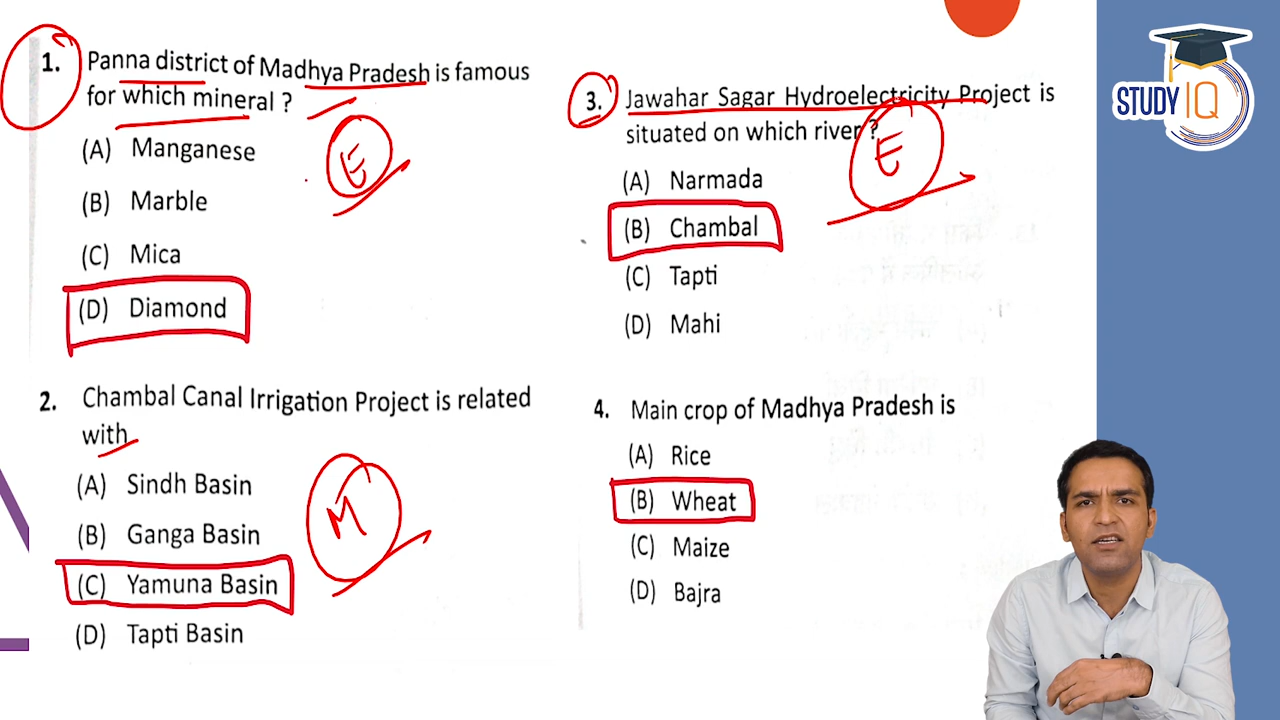 1. Panna district of Madhya Pradesh is famous
for which mineral ?
(A) Manganese
(B) Marble
(C) Mica
(D) Diamond
E
2. Chambal Canal Irrigation Project is related
with
(A) Sindh Basin
(B) Ganga Basin
(C) Yamuna Basin
(D) Tapti Basin
M
3. Jawahar Sagar Hydroelectricity Project is
situated on which river ?
(A) Narmada
(B) Chambal
(C) Tapti
(D) Mahi
E
4. Main crop of Madhya Pradesh is
(A) Rice
(B) Wheat
(C) Maize
(D) Bajra
STUDY IQ